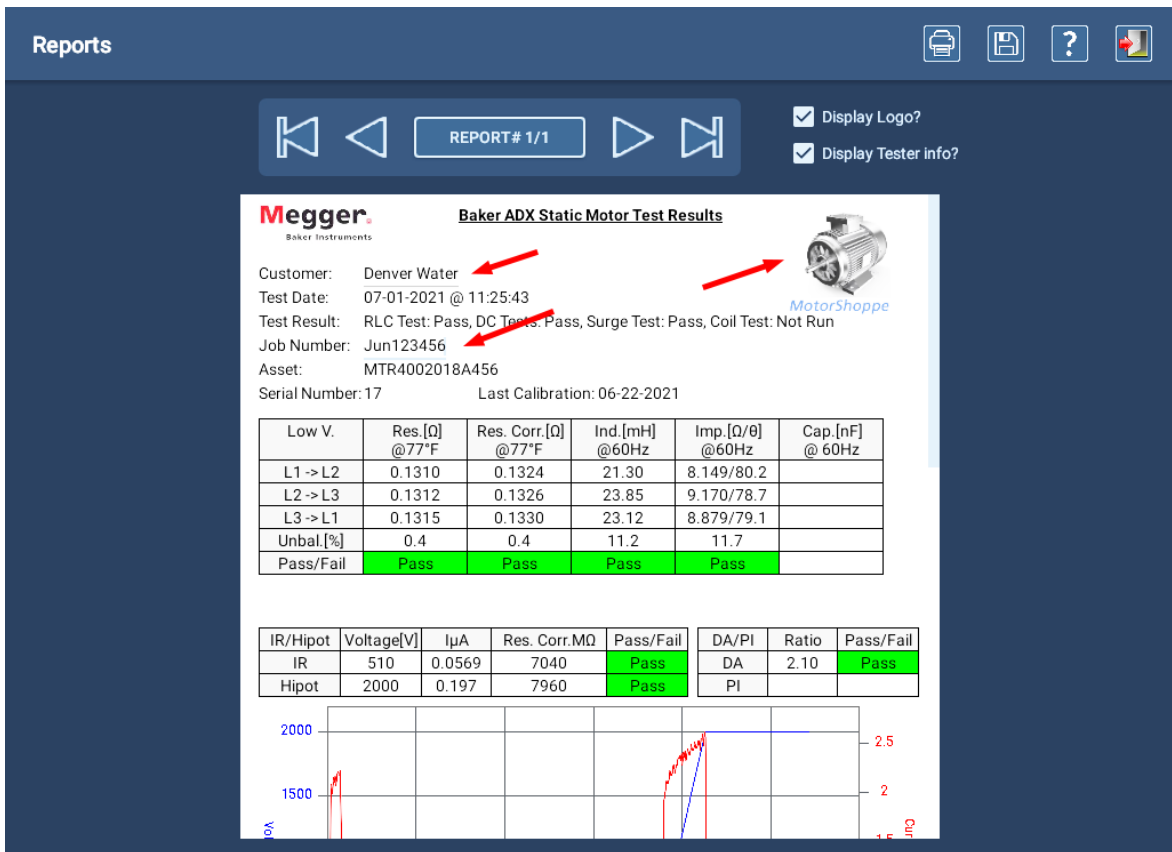 Reports
REPORT# 1/1
Display Logo?
Display Tester info?
Megger.
Baker Instruments
Baker ADX Static Motor Test Results
MotorShoppe
Customer: Denver Water
Test Date: 07-01-2021 @ 11:25:43
Test Result: RLC Test: Pass, DC Tests: Pass, Surge Test: Pass, Coil Test: Not Run
Job Number: Jun123456
Asset: MTR4002018A456
Serial Number: 17 Last Calibration: 06-22-2021
Low V. Res.[Ω] Res. Corr.[Ω] Ind.[mH] Imp.[Ω/θ] Cap.[nF]
@77°F @77°F @60Hz @60Hz @ 60Hz
L1 -> L2 0.1310 0.1324 21.30 8.149/80.2
L2 -> L3 0.1312 0.1326 23.85 9.170/78.7
L3 -> L1 0.1315 0.1330 23.12 8.879/79.1
Unbal.[%] 0.4 0.4 11.2 11.7
Pass/Fail Pass Pass Pass Pass
IR/Hipot Voltage[V] IµA Res. Corr.MΩ Pass/Fail DA/PI Ratio Pass/Fail
IR 510 0.0569 7040 Pass DA 2.10 Pass
Hipot 2000 0.197 7960 Pass PI
2000
2.5
1500
2